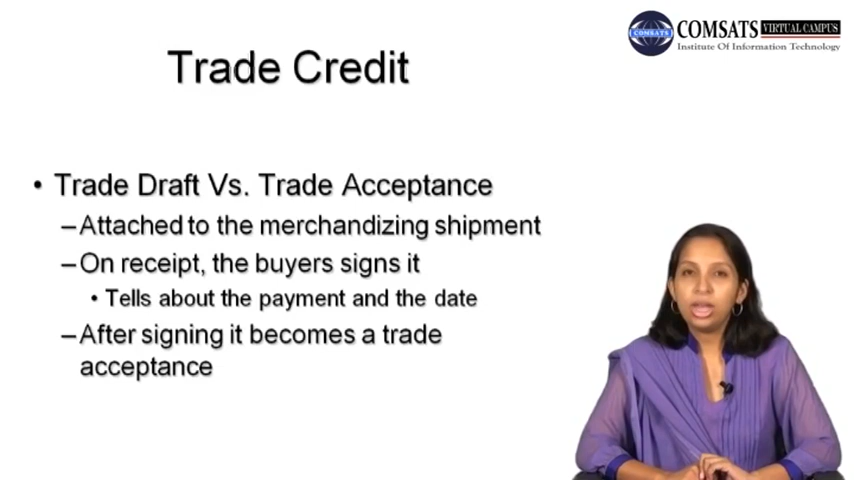 COMSATS VIRTUAL CAMPUS
COMSATS
Institute Of Information Technology
Trade Credit
• Trade Draft Vs. Trade Acceptance
– Attached to the merchandizing shipment
– On receipt, the buyers signs it
• Tells about the payment and the date
– After signing it becomes a trade
acceptance